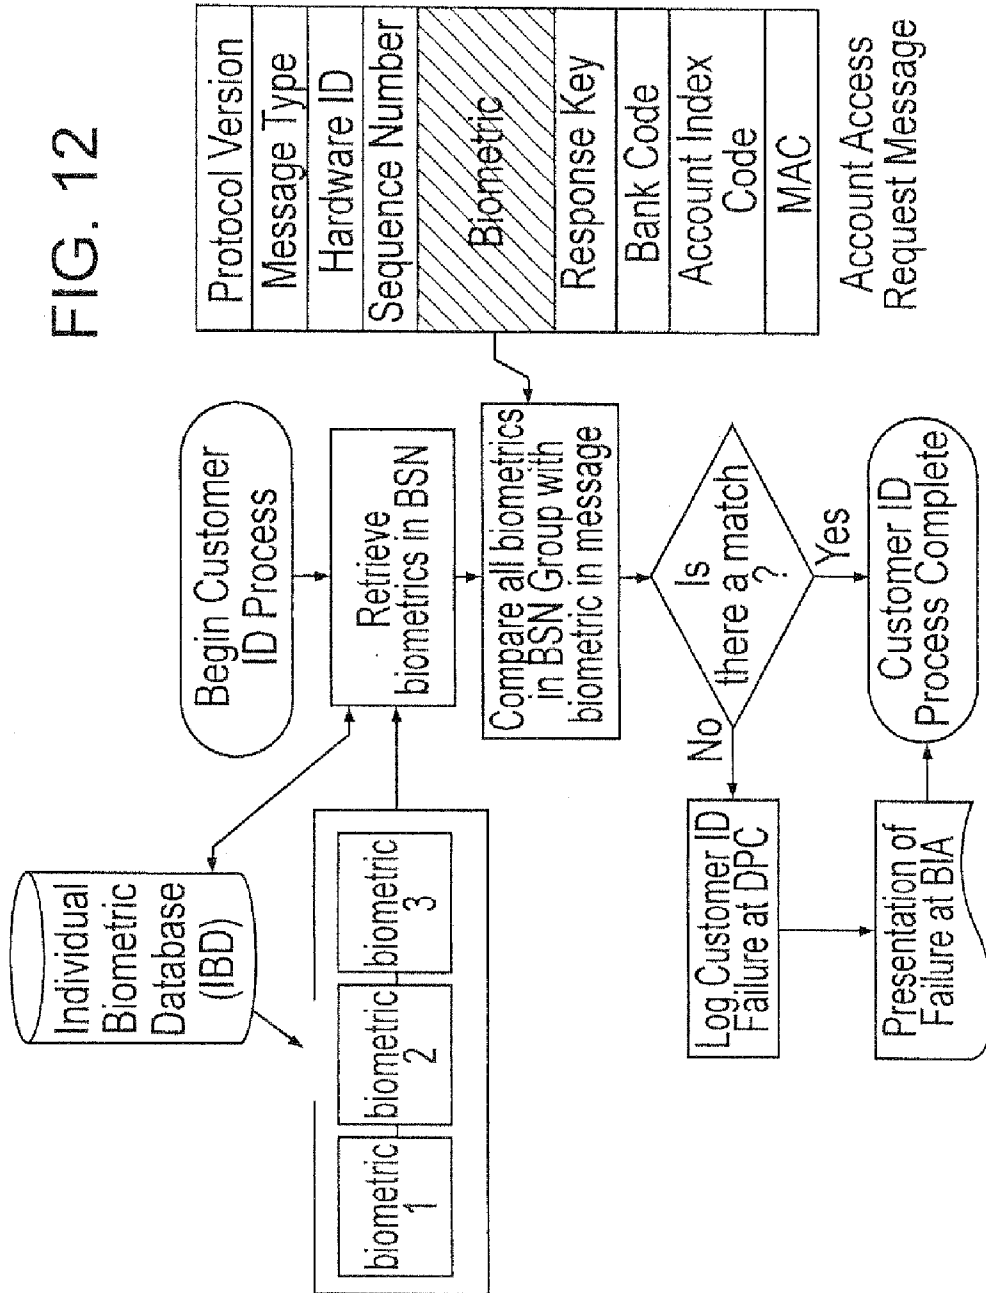 FIG. 12
Individual
Biometric
Database
(IBD)
biometric
1
biometric
2
biometric
3
Begin Customer
ID Process
Retrieve
biometrics in BSN
Compare all biometrics
in BSN Group with
biometric in message
Is
there a match
?
No
Yes
Log Customer ID
Failure at DPC
Presentation of
Failure at BIA
Customer ID
Process Complete
Protocol Version
Message Type
Hardware ID
Sequence Number
Biometric
Response Key
Bank Code
Account Index
Code
MAC
Account Access
Request Message